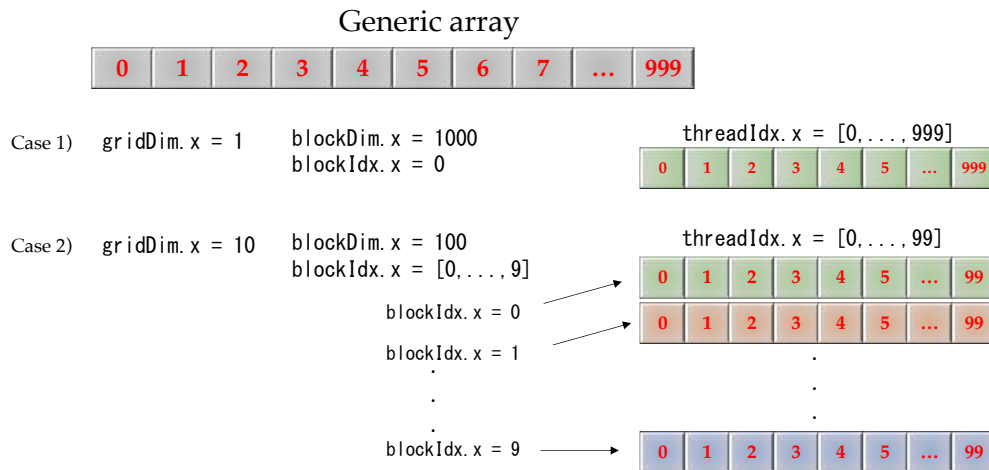 Generic array
0 1 2 3 4 5 6 7 ... 999
Case 1) gridDim.x = 1 blockDim.x = 1000 threadIdx.x = [0,...,999]
blockIdx.x = 0
0 1 2 3 4 5 ... 999
Case 2) gridDim.x = 10 blockDim.x = 100 threadIdx.x = [0,...,99]
blockIdx.x = [0,...,9]
0 1 2 3 4 5 ... 99
blockIdx.x = 0
0 1 2 3 4 5 ... 99
blockIdx.x = 1
. .
. .
. .
blockIdx.x = 9 0 1 2 3 4 5 ... 99